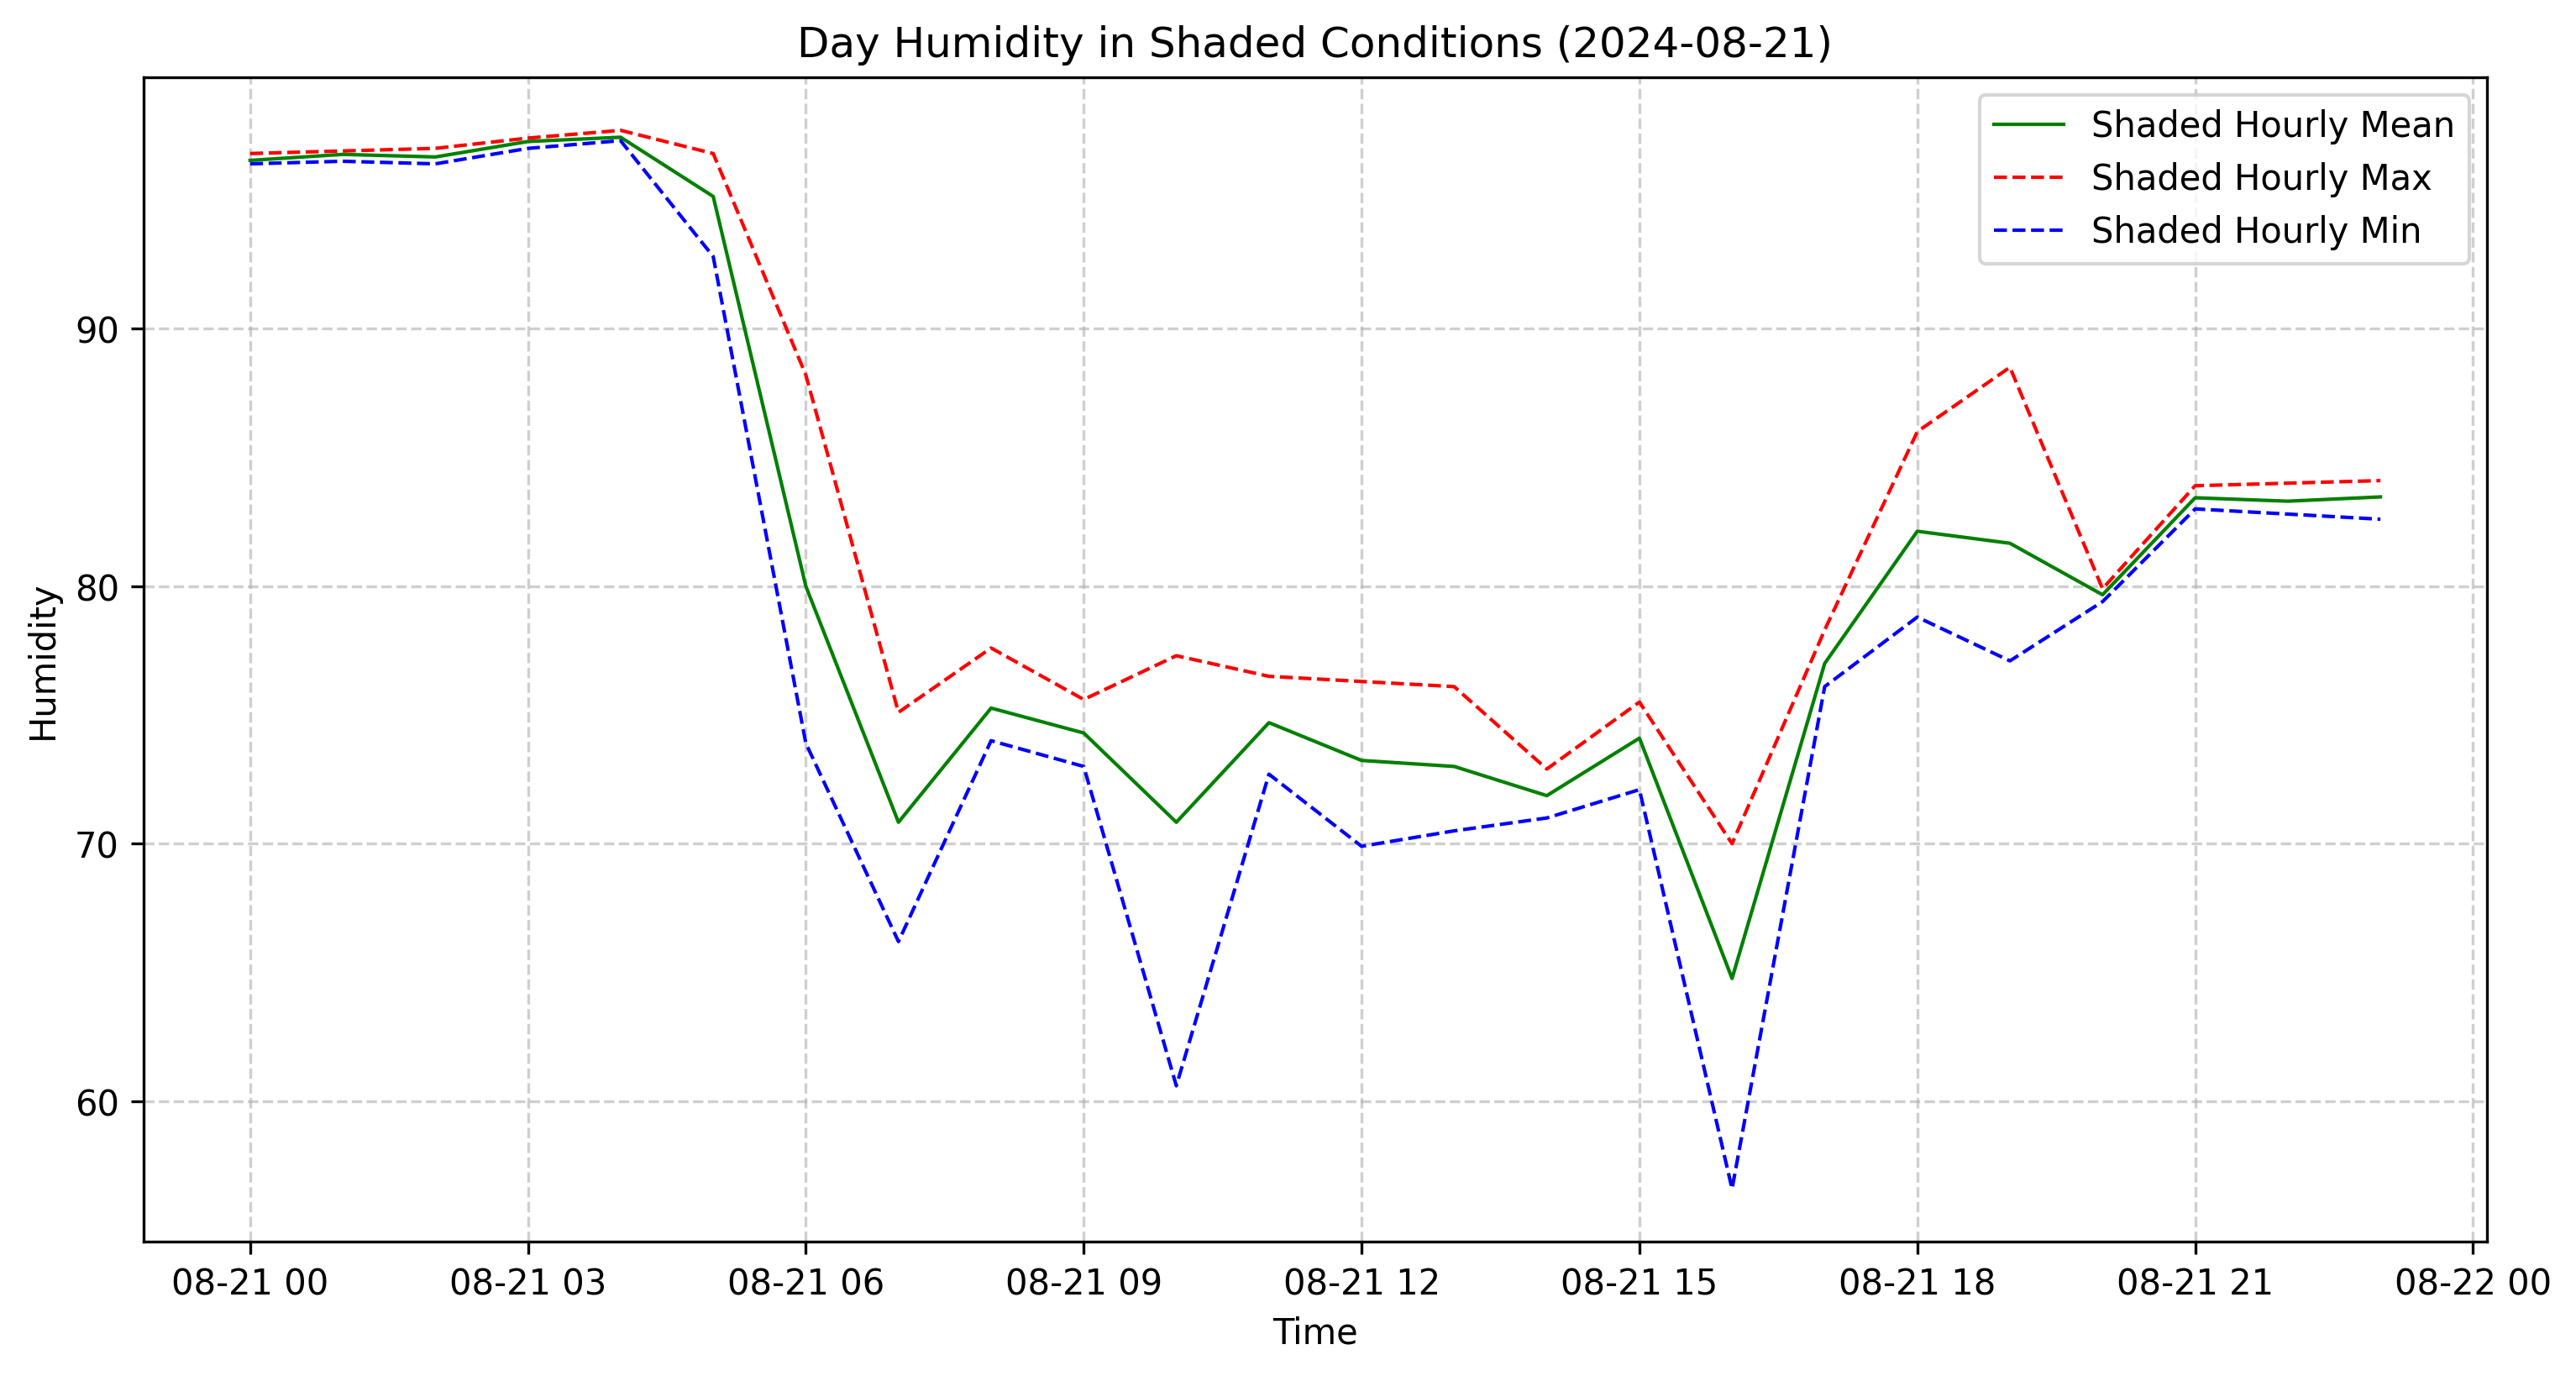 Day Humidity in Shaded Conditions (2024-08-21)
Shaded Hourly Mean
Shaded Hourly Max
Shaded Hourly Min
Humidity
90
80
70
60
08-21 00 08-21 03 08-21 06 08-21 09 08-21 12 08-21 15 08-21 18 08-21 21 08-22 00
Time